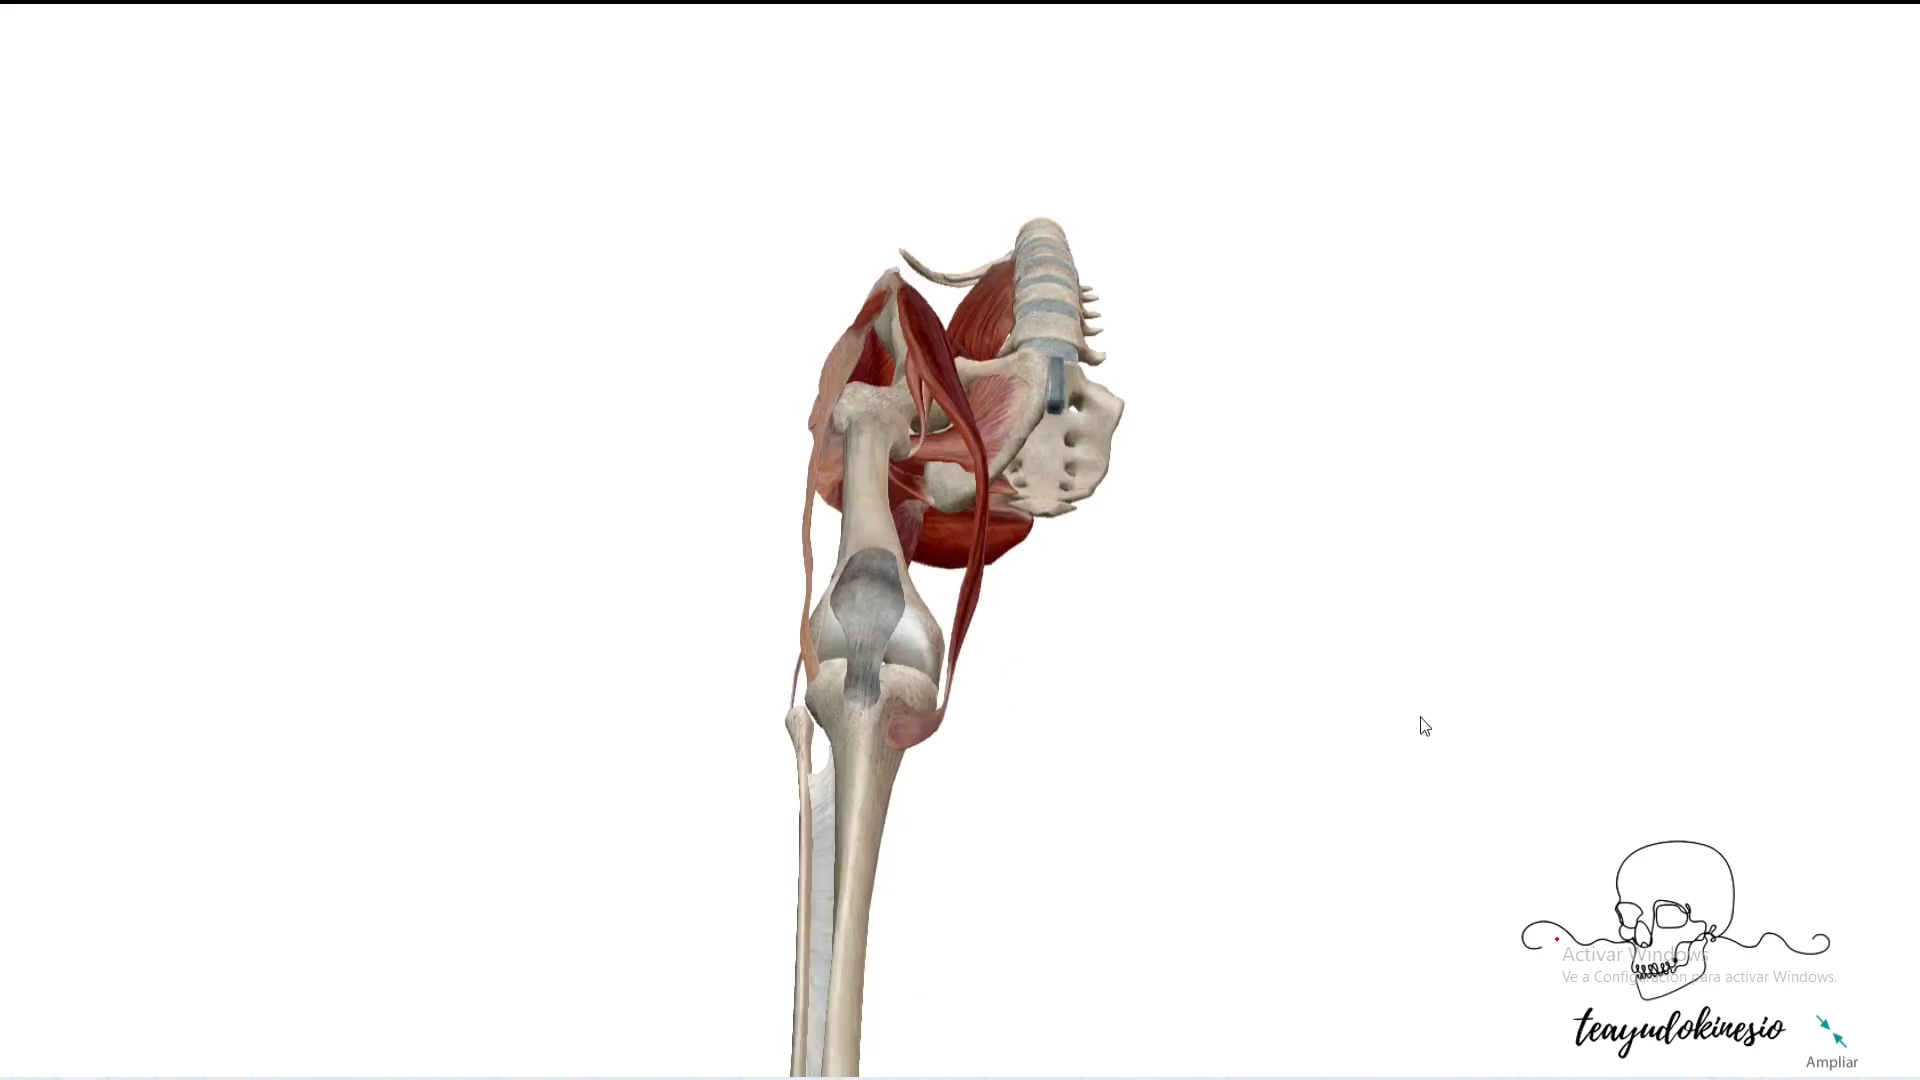 Activar Windows
Ve a Configuración para activar Windows.
teayudokinesio
Ampliar